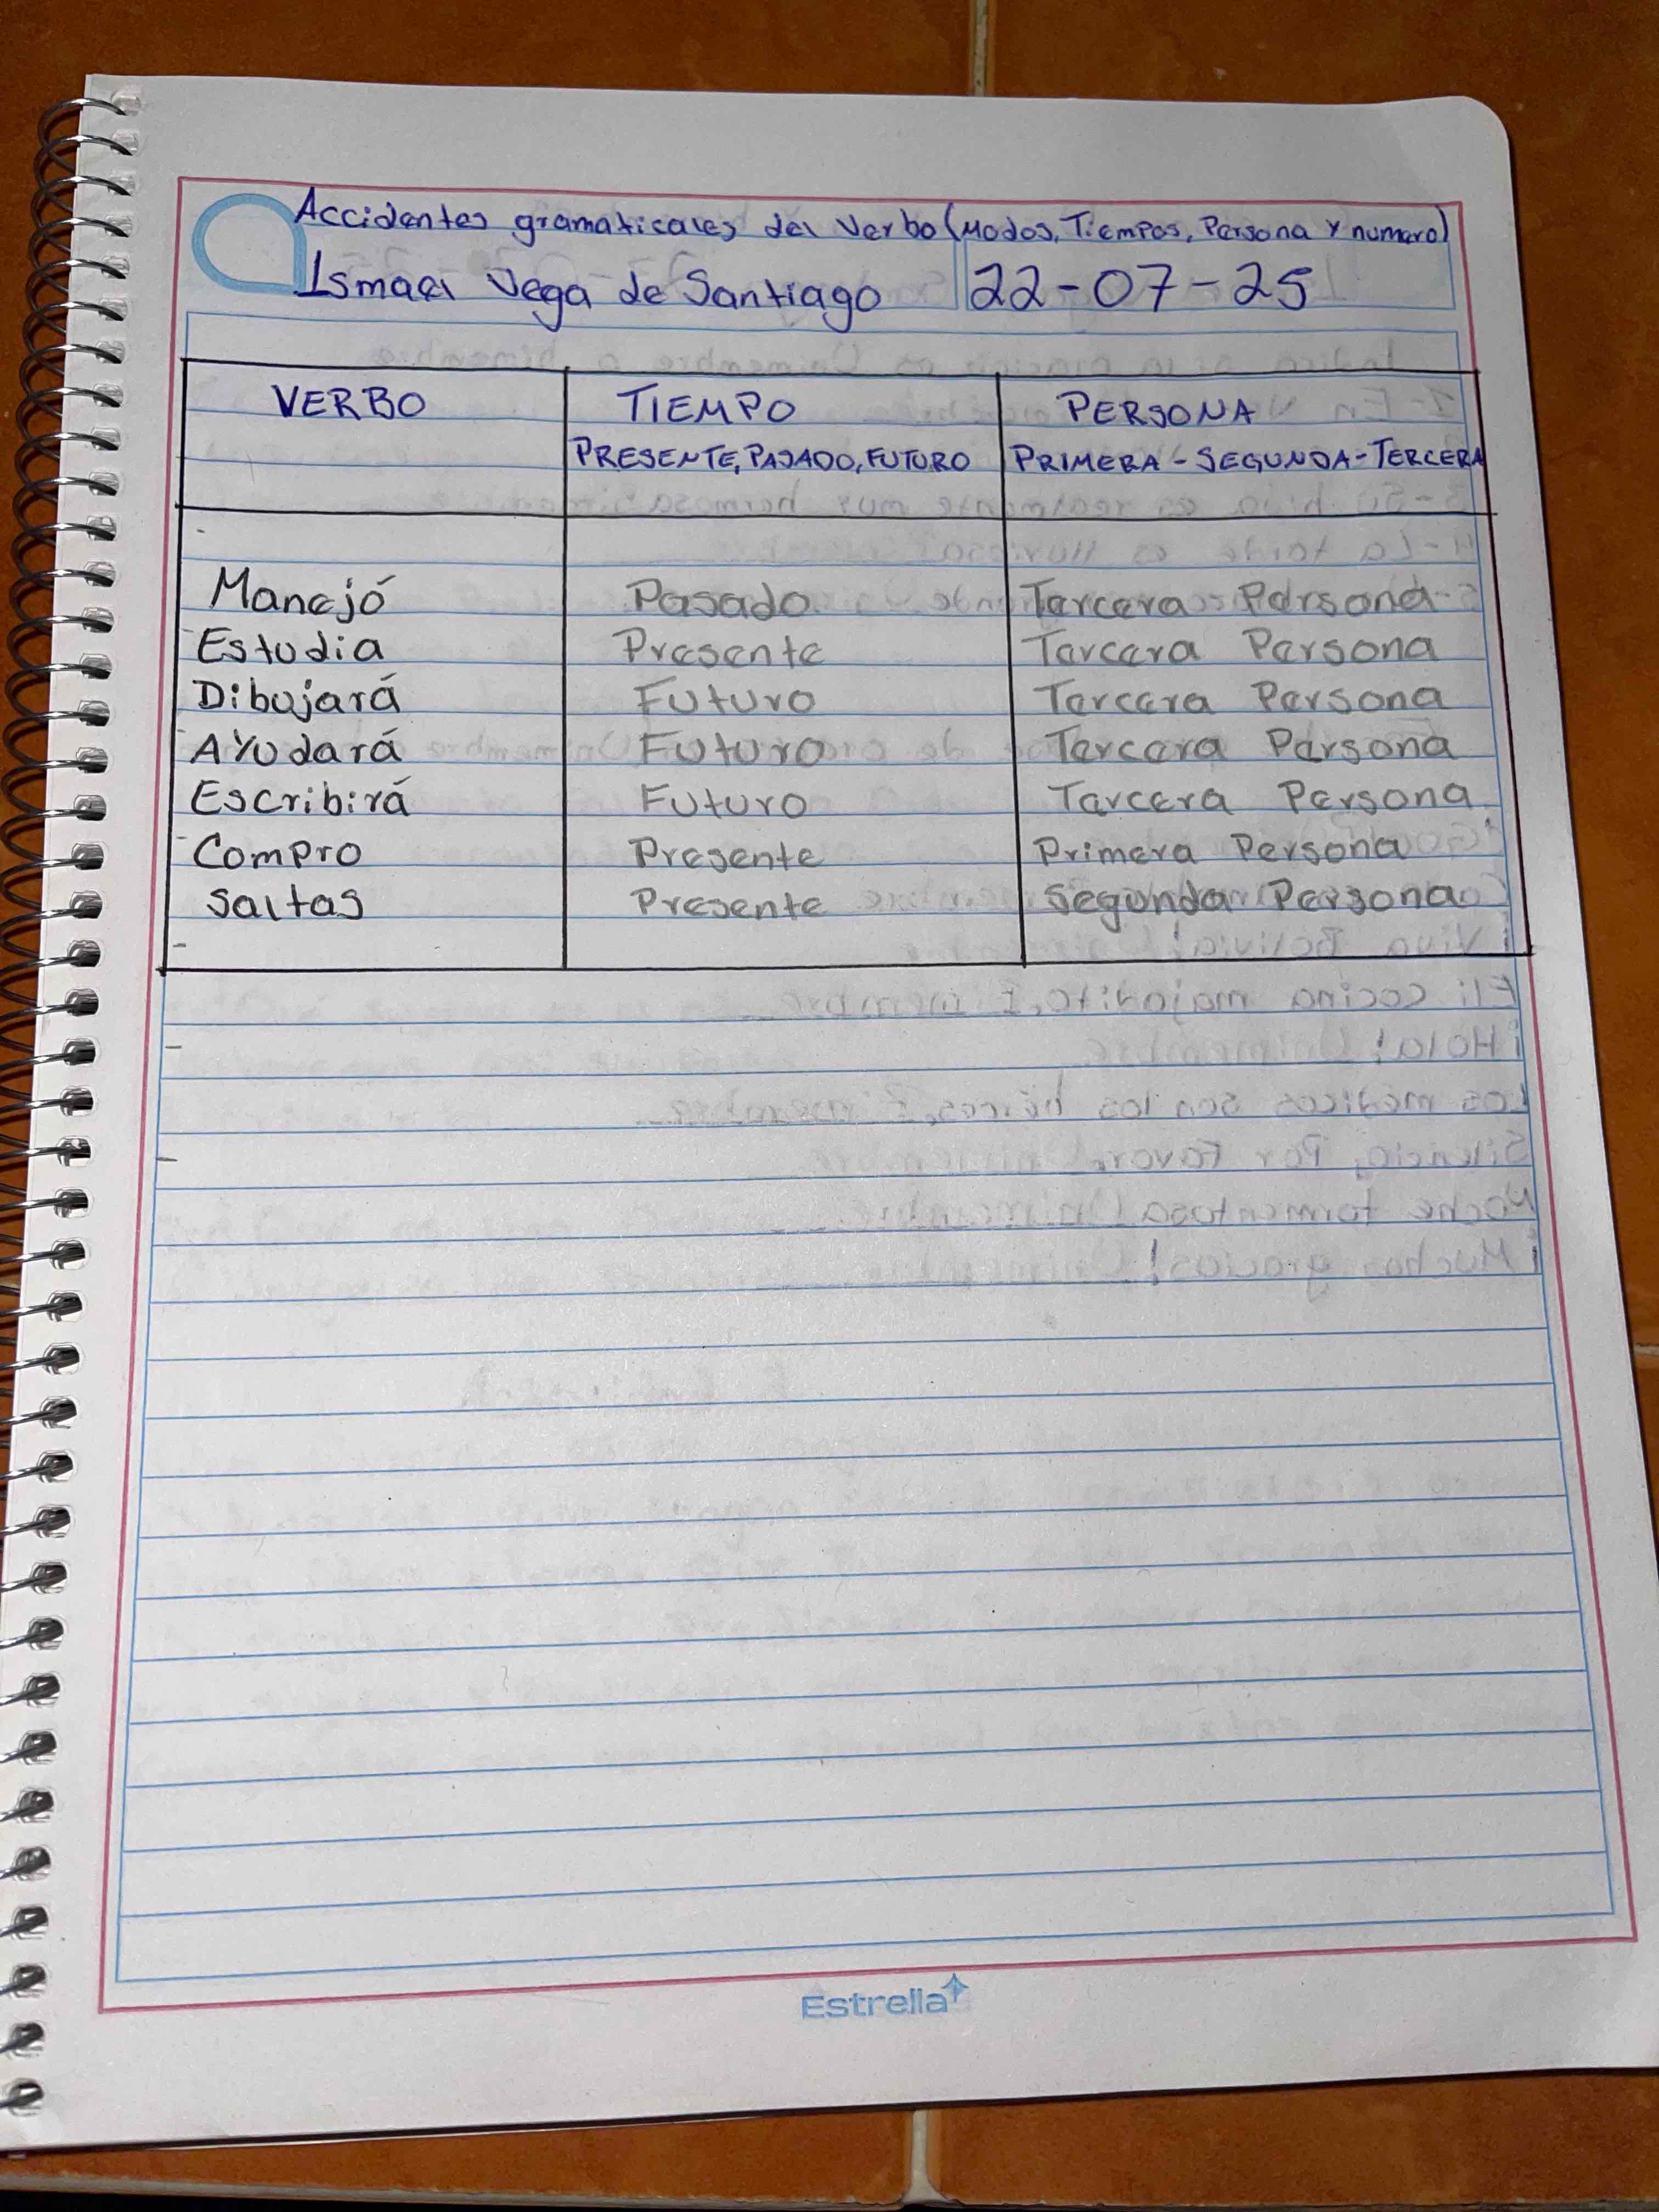 Accidentes gramaticales del Verbo (Modos, Tiempos, Persona y numero)
Ismael Vega de Santiago 22-07-25
VERBO TIEMPO PERSONA
PRESENTE, PASADO, FUTURO PRIMERA - SEGUNDA - TERCERA
Manejó Pasado Tercera Persona
Estudia Presente Tercera Persona
Dibujará Futuro Tercera Persona
Ayudará Futuro Tercera Persona
Escribirá Futuro Tercera Persona
Compro Presente Primera Persona
Saltas Presente Segunda Persona
Estrella